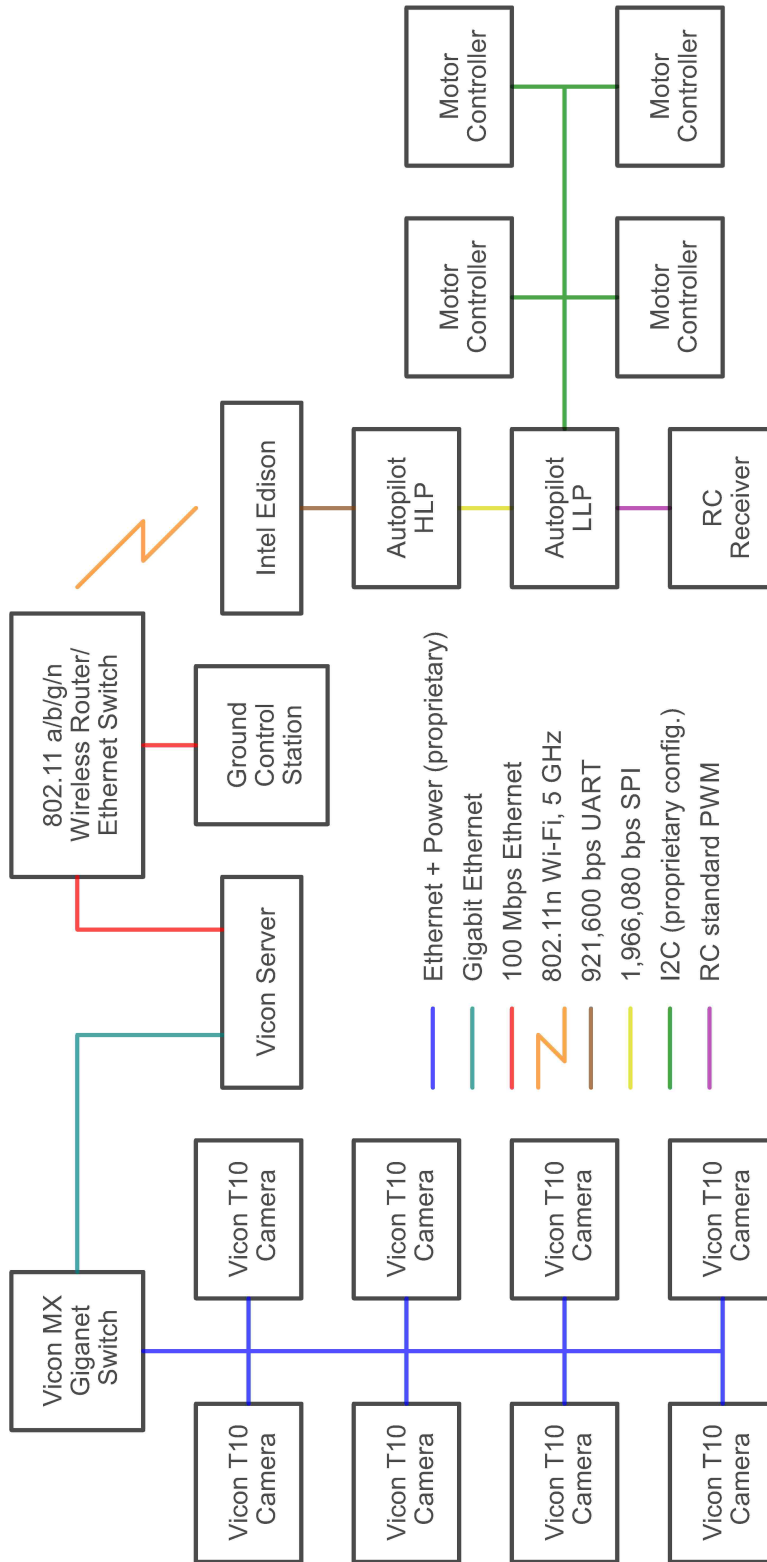 Vicon MX
Giganet
Switch
802.11 a/b/g/n
Wireless Router/
Ethernet Switch
Vicon T10
Camera
Vicon T10
Camera
Vicon Server
Ground
Control
Station
Intel Edison
Vicon T10
Camera
Vicon T10
Camera
Autopilot
HLP
Motor
Controller
Motor
Controller
Vicon T10
Camera
Vicon T10
Camera
Autopilot
LLP
Vicon T10
Camera
Vicon T10
Camera
RC
Receiver
Motor
Controller
Motor
Controller
Ethernet + Power (proprietary)
Gigabit Ethernet
100 Mbps Ethernet
802.11n Wi-Fi, 5 GHz
921,600 bps UART
1,966,080 bps SPI
I2C (proprietary config.)
RC standard PWM